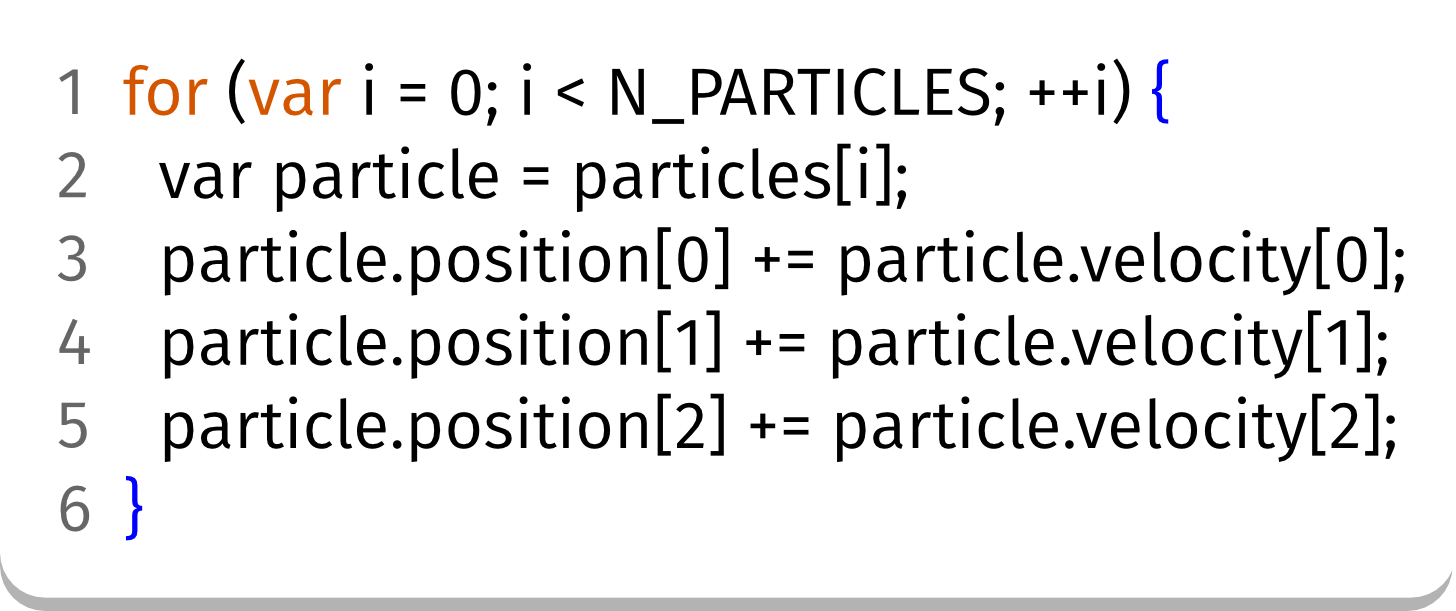 1 for (var i = 0; i < N_PARTICLES; ++i) {
2 var particle = particles[i];
3 particle.position[0] += particle.velocity[0];
4 particle.position[1] += particle.velocity[1];
5 particle.position[2] += particle.velocity[2];
6 }